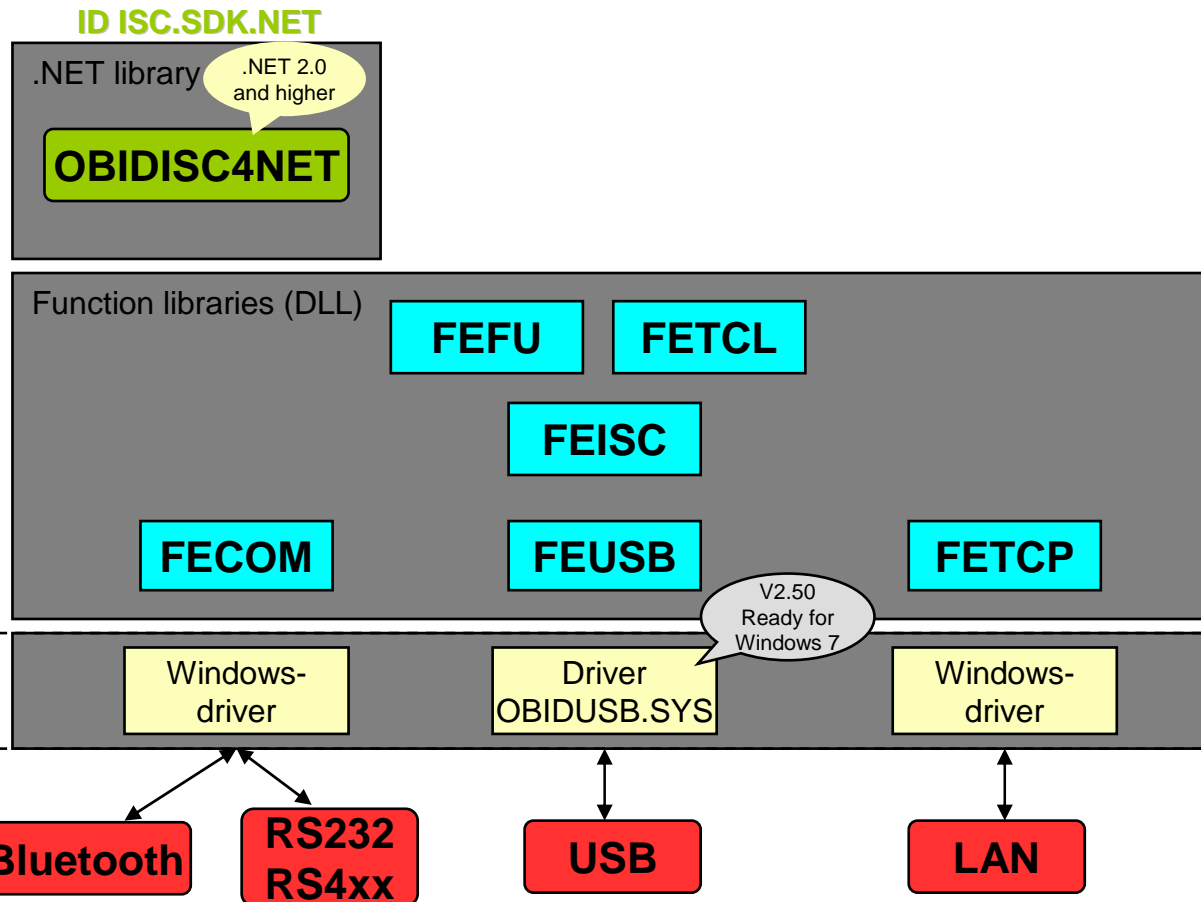 ID ISC.SDK.NET
.NET library
.NET 2.0
and higher
OBIDISC4NET
Function libraries (DLL)
FEFU
FETCL
FEISC
FECOM
FEUSB
FETCP
V2.50
Ready for
Windows 7
Windows-
driver
Driver
OBIDUSB.SYS
Windows-
driver
Bluetooth
RS232
RS4xx
USB
LAN